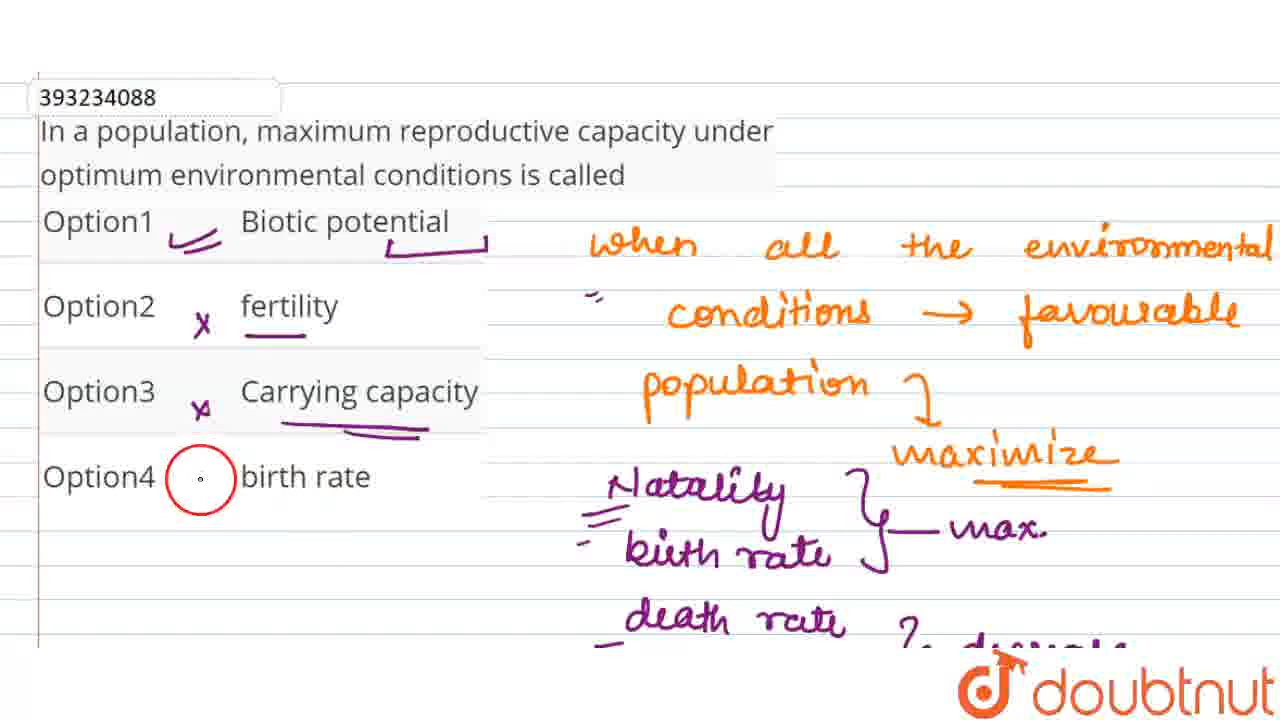 393234088
In a population, maximum reproductive capacity under
optimum environmental conditions is called
Option1 Biotic potential
Option2 fertility
Option3 Carrying capacity
Option4 birth rate
when all the environmental
conditions → favourable
population
maximize
Natality
birth rate
max.
death rate
doubtnut